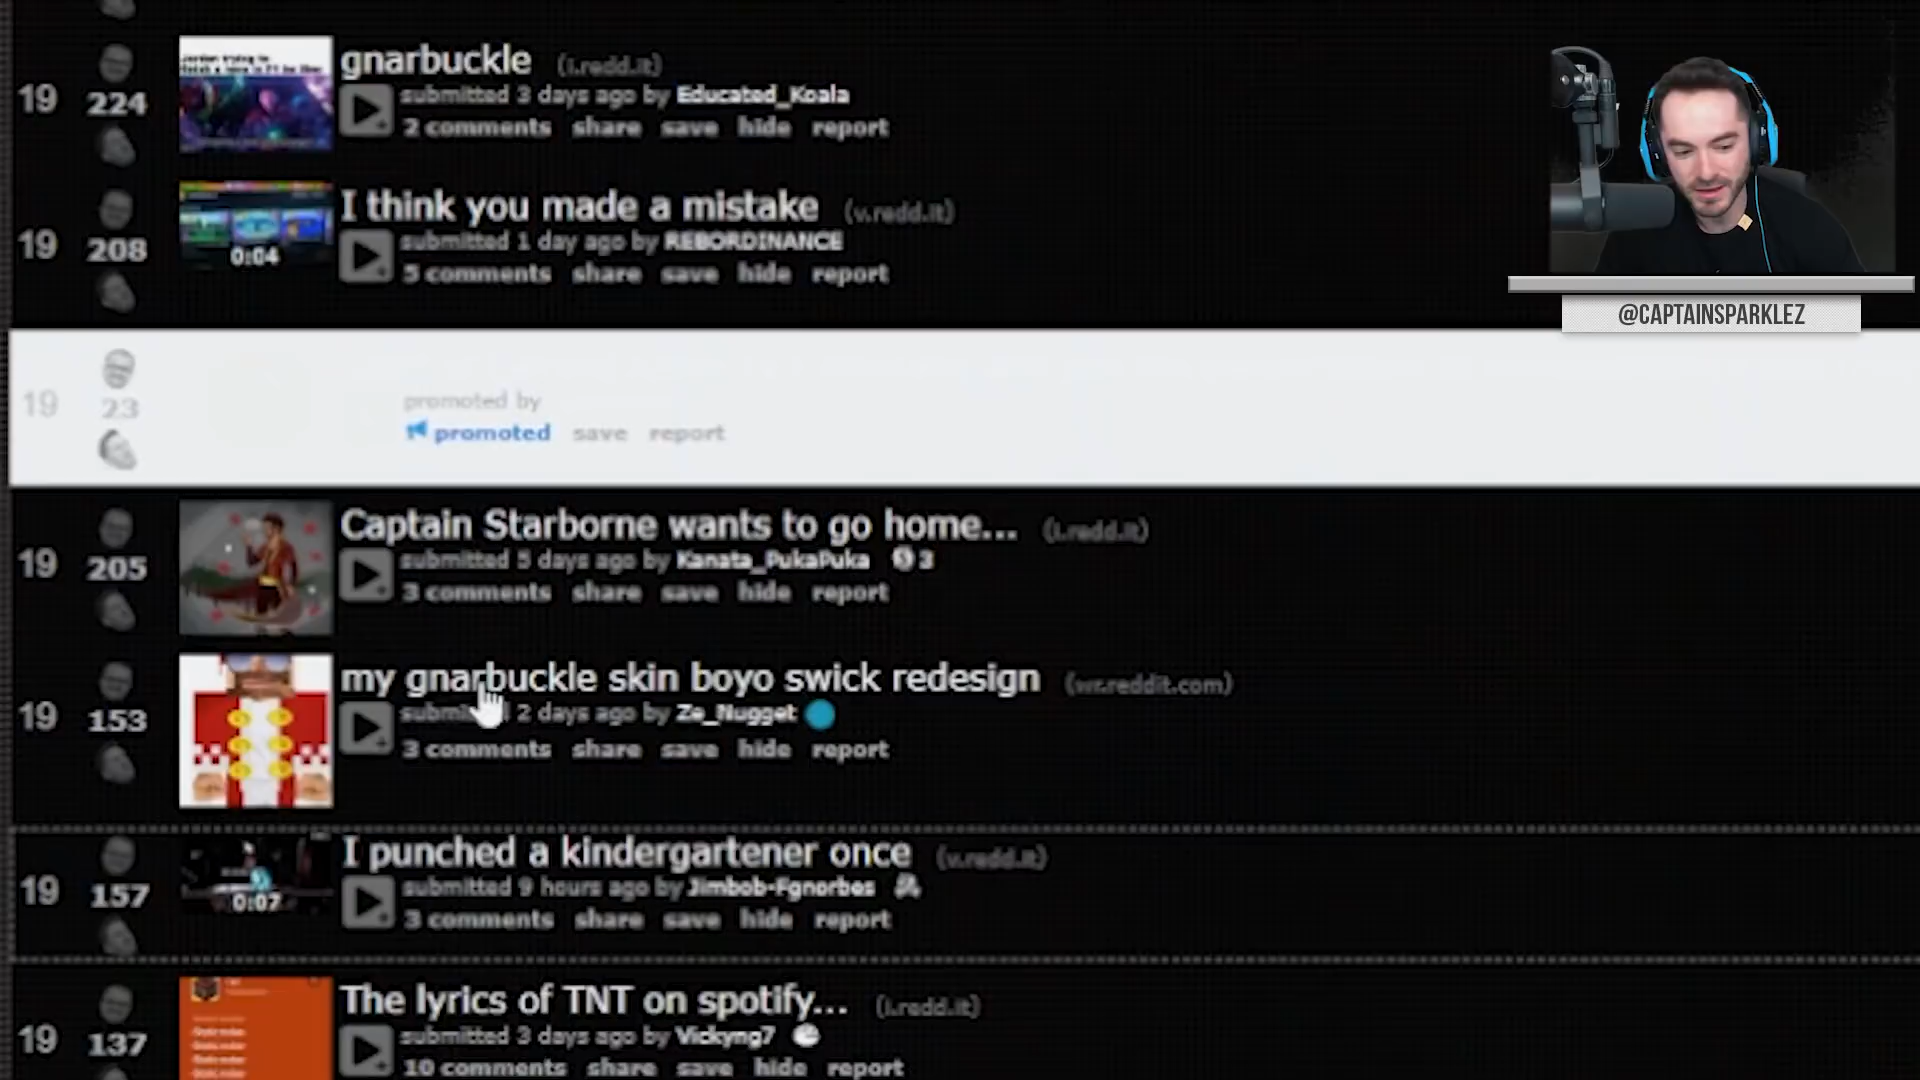 gnarbuckle (i.redd.it)
submitted 3 days ago by Educated_Koala
19
224
2 comments share save hide report
I think you made a mistake (v.redd.it)
submitted 1 day ago by REBORDINANCE
19
208
0:04
5 comments share save hide report
@CAPTAINSPARKLEZ
19
23
promoted by
promoted save report
Captain Starborne wants to go home... (i.redd.it)
submitted 5 days ago by Kanata_PukaPuka 3
19
205
3 comments share save hide report
my gnarbuckle skin boyo swick redesign (wr.reddit.com)
2 days ago by Ze_Nugget
19
153
3 comments share save hide report
I punched a kindergartener once (v.redd.it)
submitted 9 hours ago by Jimbob-Fgnorbes
19
157
0:07
3 comments share save hide report
The lyrics of TNT on spotify... (i.redd.it)
submitted 3 days ago by Vickyng7
19
137
10 comments share save hide report